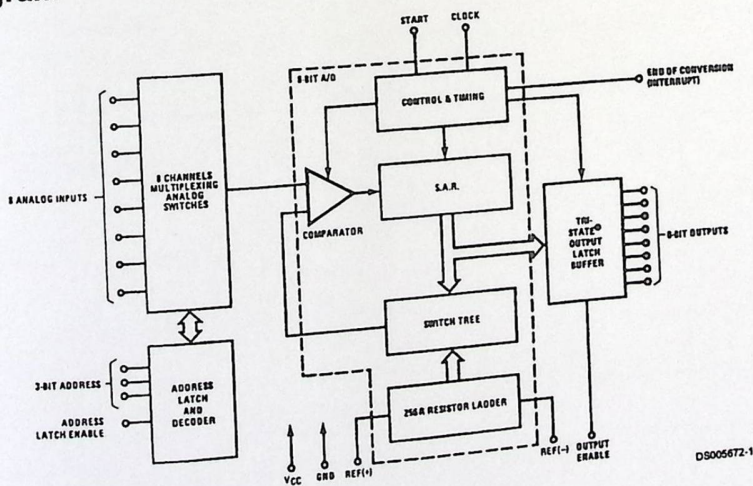 START
CLOCK
8-BIT A/D
END OF CONVERSION
(INTERRUPT)
CONTROL & TIMING
8 ANALOG INPUTS
8 CHANNELS
MULTIPLEXING
ANALOG
SWITCHES
S.A.R.
COMPARATOR
TRI-
STATE®
OUTPUT
LATCH
BUFFER
8-BIT OUTPUTS
SWITCH TREE
3-BIT ADDRESS
ADDRESS
LATCH ENABLE
ADDRESS
LATCH
AND
DECODER
256R RESISTOR LADDER
VCC
GND
REF(+)
REF(−)
OUTPUT
ENABLE
DS005672-1